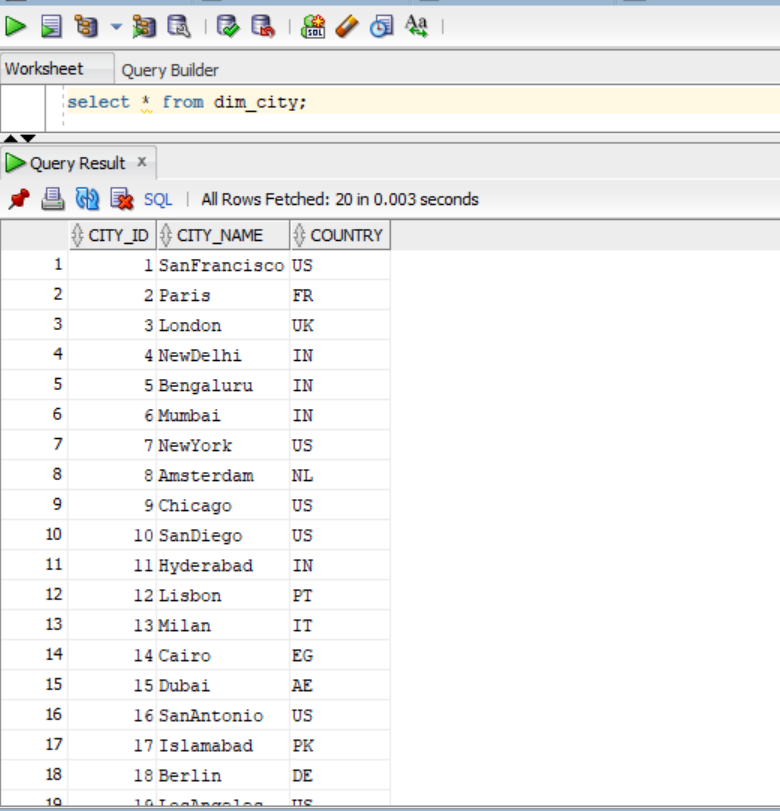 Worksheet Query Builder
select * from dim_city;
Query Result x
SQL | All Rows Fetched: 20 in 0.003 seconds
CITY_ID CITY_NAME COUNTRY
1 1 SanFrancisco US
2 2 Paris FR
3 3 London UK
4 4 NewDelhi IN
5 5 Bengaluru IN
6 6 Mumbai IN
7 7 NewYork US
8 8 Amsterdam NL
9 9 Chicago US
10 10 SanDiego US
11 11 Hyderabad IN
12 12 Lisbon PT
13 13 Milan IT
14 14 Cairo EG
15 15 Dubai AE
16 16 SanAntonio US
17 17 Islamabad PK
18 18 Berlin DE
19 19 LosAngeles US